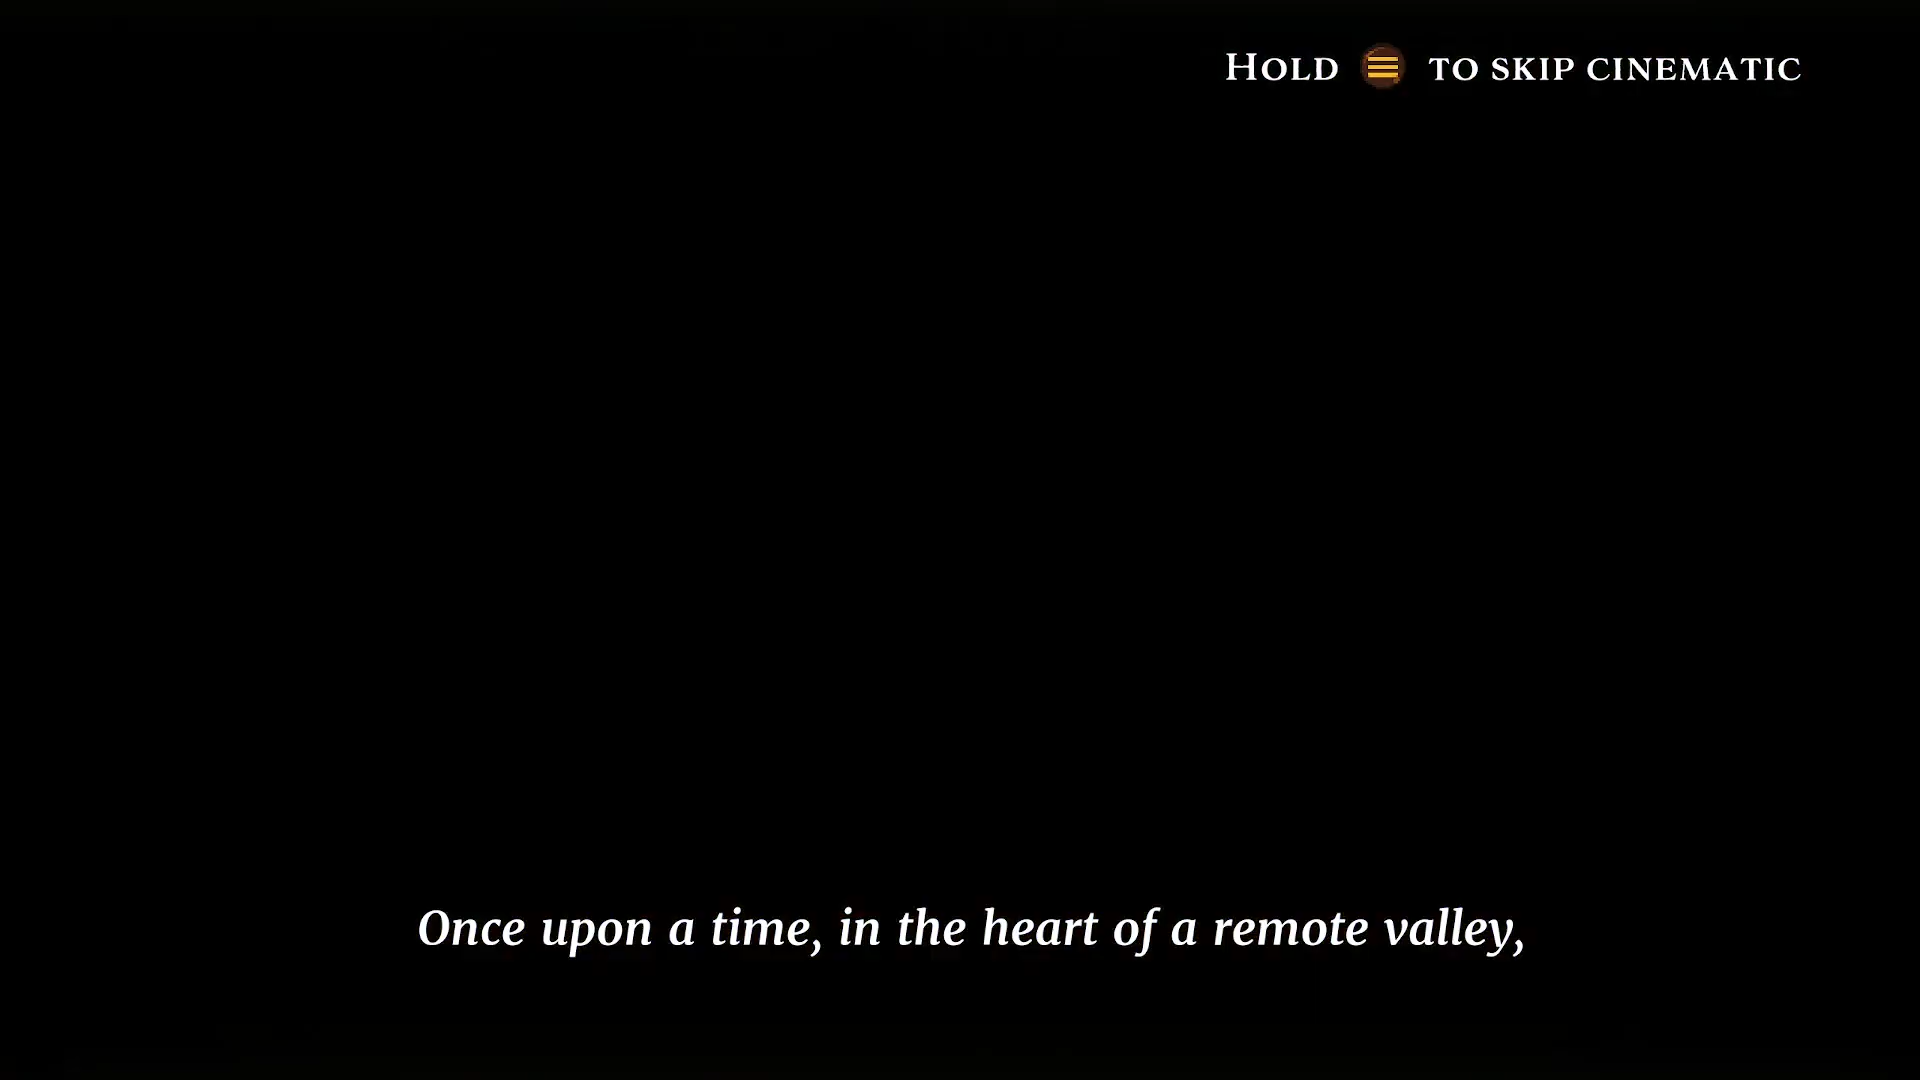 Hold to skip cinematic
Once upon a time, in the heart of a remote valley,